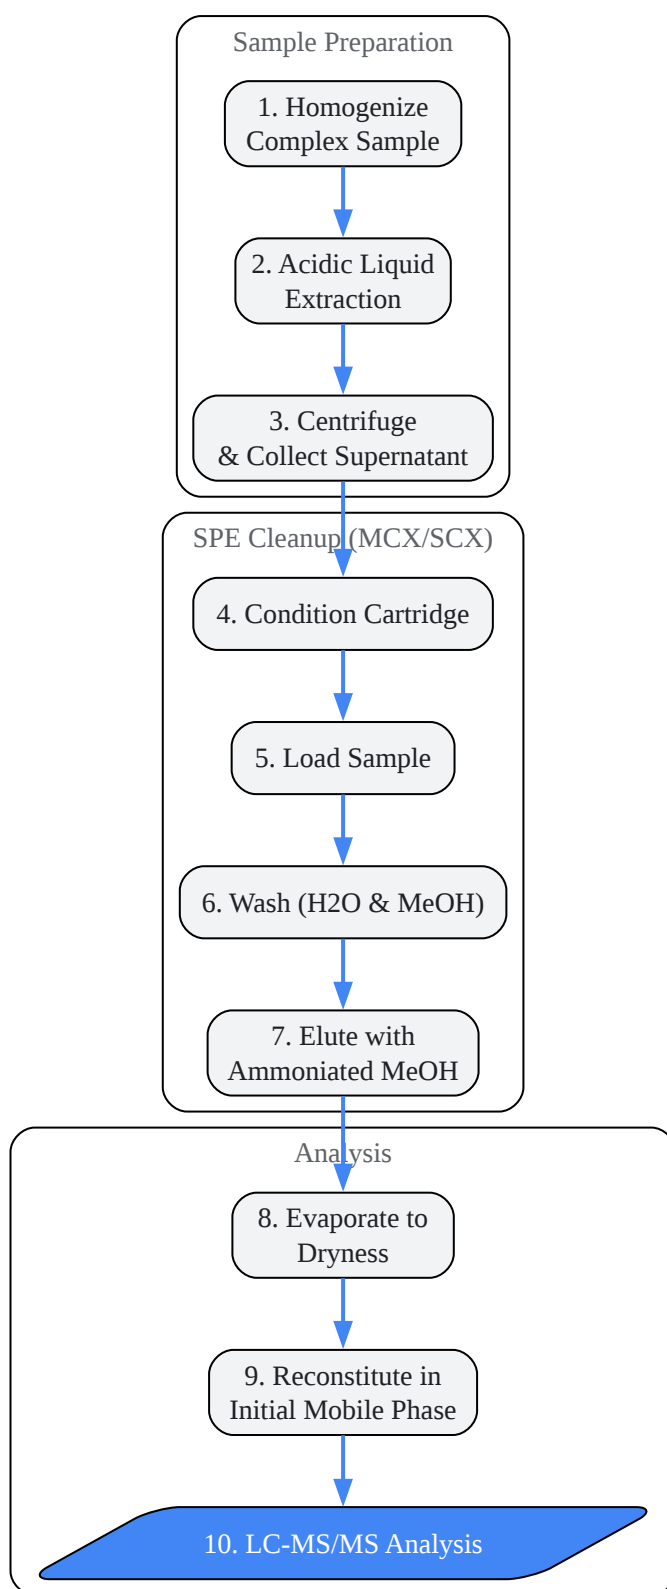 Sample Preparation
1. Homogenize
Complex Sample
2. Acidic Liquid
Extraction
3. Centrifuge
& Collect Supernatant
SPE Cleanup (MCX/SCX)
4. Condition Cartridge
5. Load Sample
6. Wash (H2O & MeOH)
7. Elute with
Ammoniated MeOH
Analysis
8. Evaporate to
Dryness
9. Reconstitute in
Initial Mobile Phase
10. LC-MS/MS Analysis